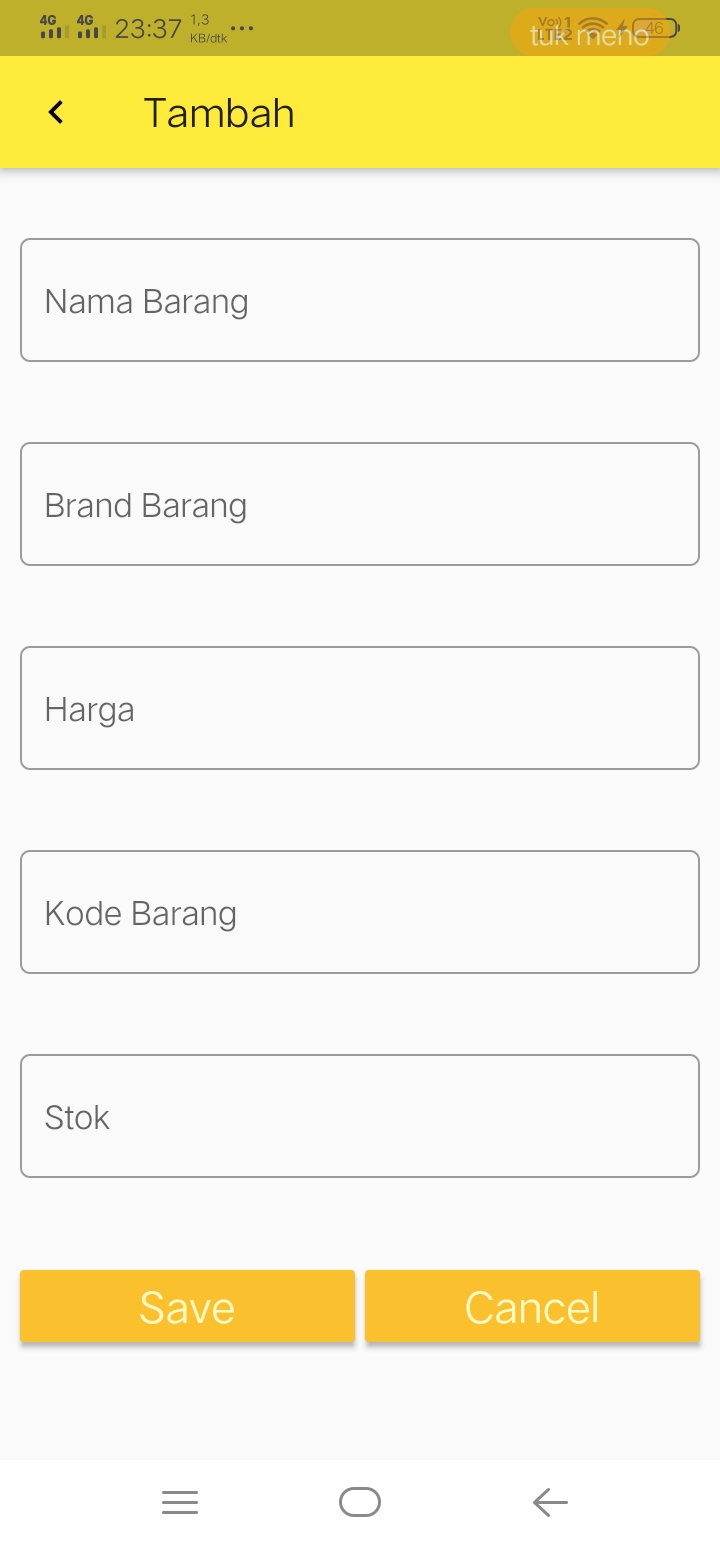 4G 4G 23:37 1,3 KB/dtk ... 46
tuk meno
Tambah
Nama Barang
Brand Barang
Harga
Kode Barang
Stok
Save Cancel